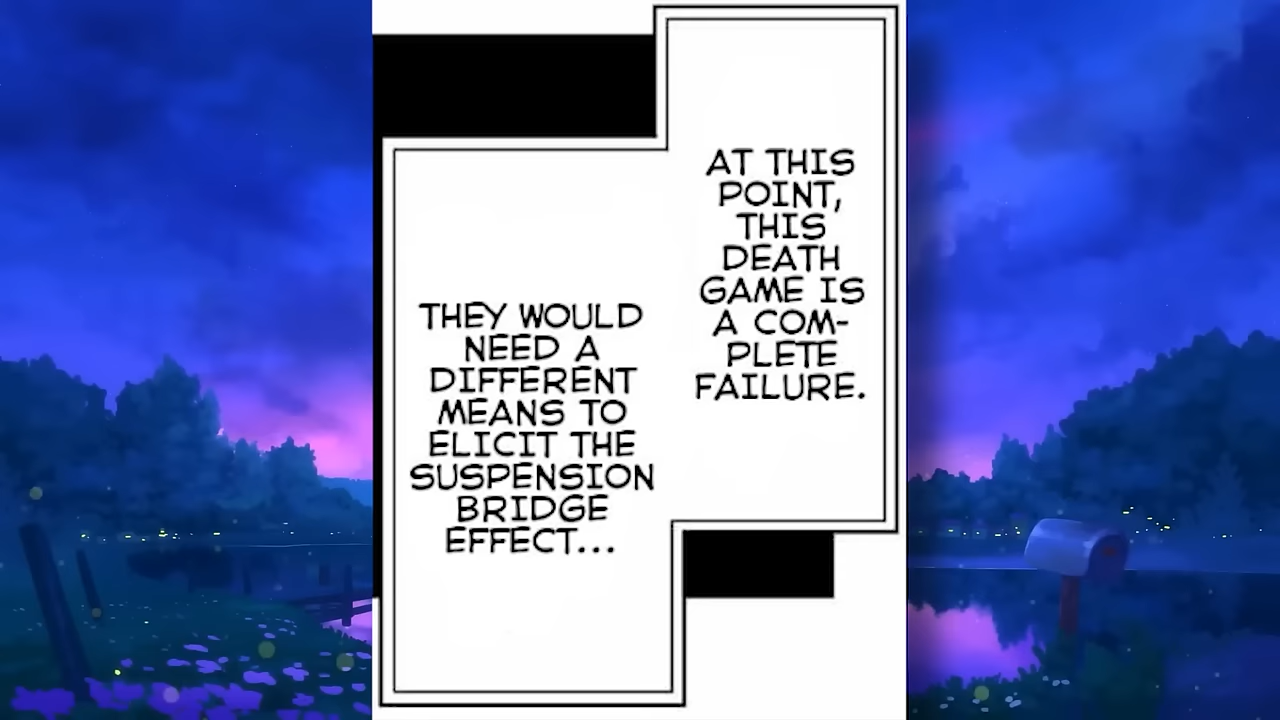 AT THIS
POINT,
THIS
DEATH
GAME IS
A COM-
PLETE
FAILURE.
THEY WOULD
NEED A
DIFFERENT
MEANS TO
ELICIT THE
SUSPENSION
BRIDGE
EFFECT...